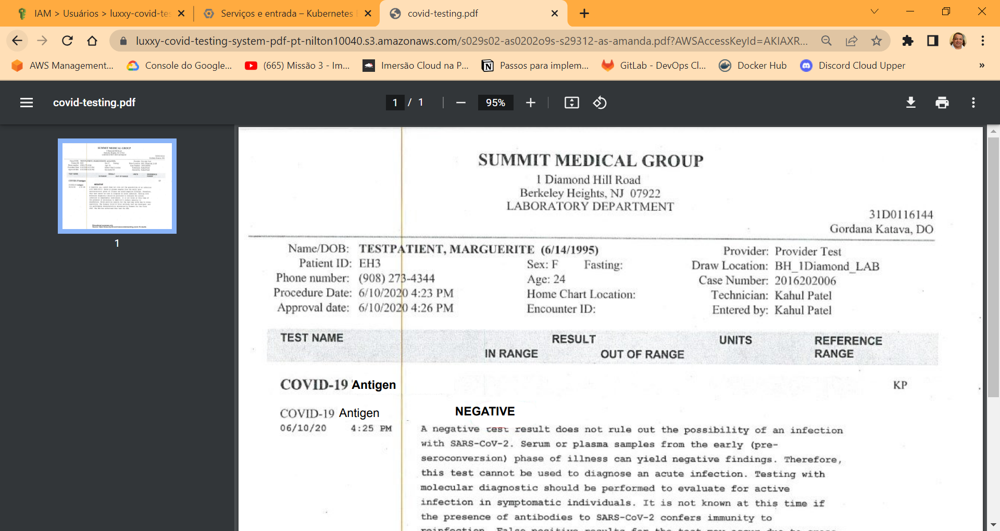 IAM > Usuários > luxxy-covid-tes
Serviços e entrada – Kubernetes
covid-testing.pdf
luxxy-covid-testing-system-pdf-pt-nilton10040.s3.amazonaws.com/s029s02-as0202o9s-s29312-as-amanda.pdf?AWSAccessKeyId=AKIAXR...
AWS Management...
Console do Google...
(665) Missão 3 - Im...
Imersão Cloud na P...
Passos para implem...
GitLab - DevOps Cl...
Docker Hub
Discord Cloud Upper
»
covid-testing.pdf
1 / 1
95%
1
SUMMIT MEDICAL GROUP
1 Diamond Hill Road
Berkeley Heights, NJ 07922
LABORATORY DEPARTMENT
31D0116144
Gordana Katava, DO
Name/DOB: TESTPATIENT, MARGUERITE (6/14/1995)
Provider: Provider Test
Patient ID: EH3
Sex: F Fasting:
Draw Location: BH_1Diamond_LAB
Phone number: (908) 273-4344
Age: 24
Case Number: 2016202006
Procedure Date: 6/10/2020 4:23 PM
Home Chart Location:
Technician: Kahul Patel
Approval date: 6/10/2020 4:26 PM
Encounter ID:
Entered by: Kahul Patel
TEST NAME
RESULT
UNITS
REFERENCE
IN RANGE
OUT OF RANGE
RANGE
COVID-19 Antigen
KP
COVID-19 Antigen
NEGATIVE
06/10/20 4:25 PM
A negative test result does not rule out the possibility of an infection
with SARS-CoV-2. Serum or plasma samples from the early (pre-
seroconversion) phase of illness can yield negative findings. Therefore,
this test cannot be used to diagnose an acute infection. Testing with
molecular diagnostic should be performed to evaluate for active
infection in symptomatic individuals. It is not known at this time if
the presence of antibodies to SARS-CoV-2 confers immunity to